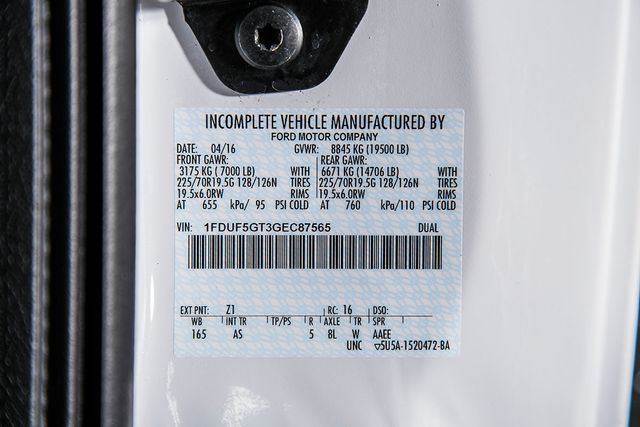 INCOMPLETE VEHICLE MANUFACTURED BY
FORD MOTOR COMPANY
DATE: 04/16 GVWR: 8845 KG (19500 LB)
FRONT GAWR: REAR GAWR:
3175 KG ( 7000 LB) WITH 6671 KG (14706 LB) WITH
225/70R19.5G 128/126N TIRES 225/70R19.5G 128/126N TIRES
19.5x6.0RW RIMS 19.5x6.0RW RIMS
AT 655 kPa/ 95 PSI COLD AT 760 kPa/110 PSI COLD
VIN: 1FDUF5GT3GEC87565 DUAL
EXT PNT: Z1 RC: 16 DSO:
WB INT TR TP/PS R AXLE TR SPR
165 AS 5 8L W AAEE
UNC ▽5U5A-1520472-BA